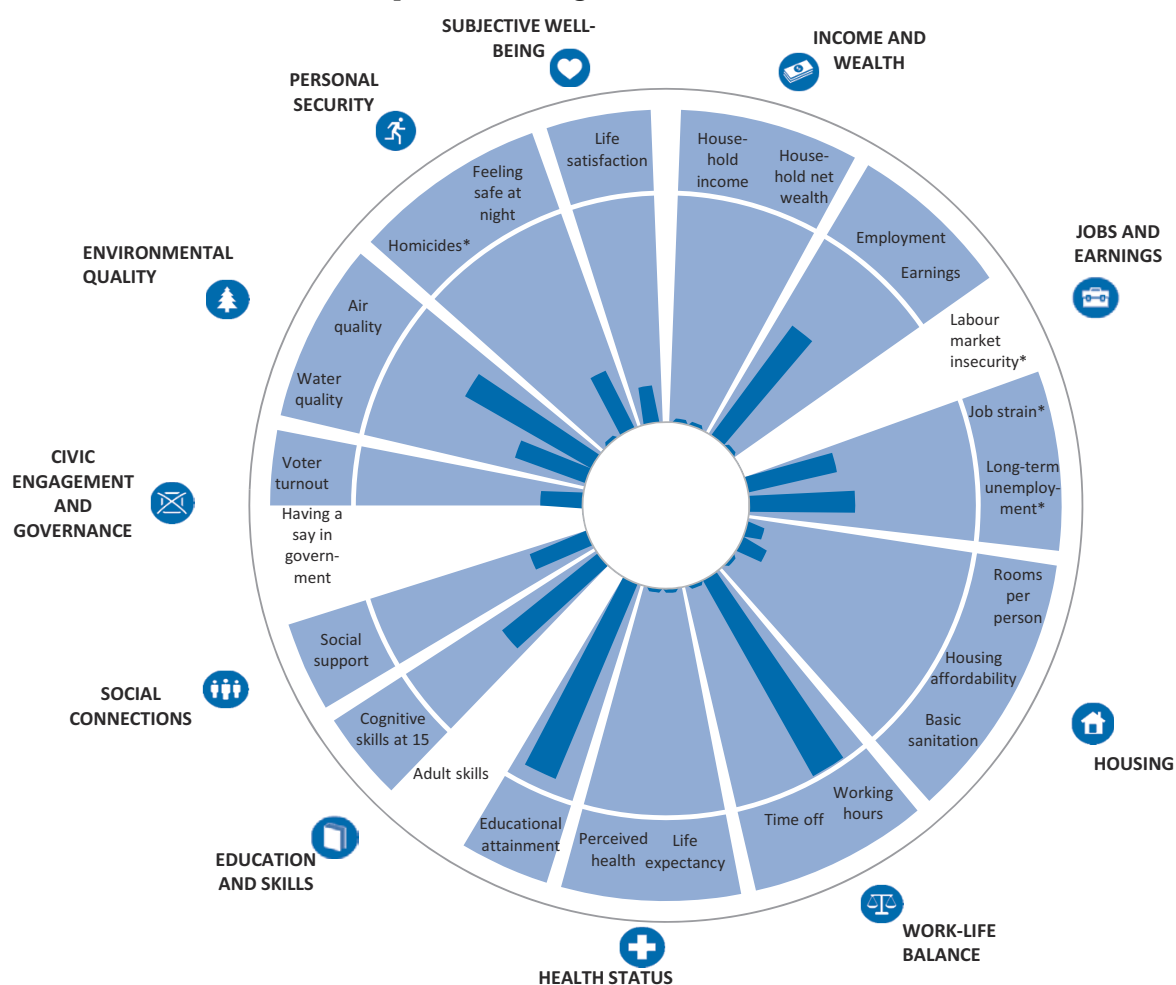 SUBJECTIVE WELL-
BEING
INCOME AND
WEALTH
PERSONAL
SECURITY
ENVIRONMENTAL
QUALITY
JOBS AND
EARNINGS
CIVIC
ENGAGEMENT
AND
GOVERNANCE
SOCIAL
CONNECTIONS
HOUSING
EDUCATION
AND SKILLS
WORK-LIFE
BALANCE
HEALTH STATUS
Life
satisfaction
House-
hold
income
House-
hold net
wealth
Employment
Earnings
Labour
market
insecurity*
Job strain*
Long-term
unemploy-
ment*
Rooms
per
person
Housing
affordability
Basic
sanitation
Working
hours
Time off
Life
expectancy
Perceived
health
Educational
attainment
Adult skills
Cognitive
skills at 15
Social
support
Having a
say in
govern-
ment
Voter
turnout
Water
quality
Air
quality
Homicides*
Feeling
safe at
night